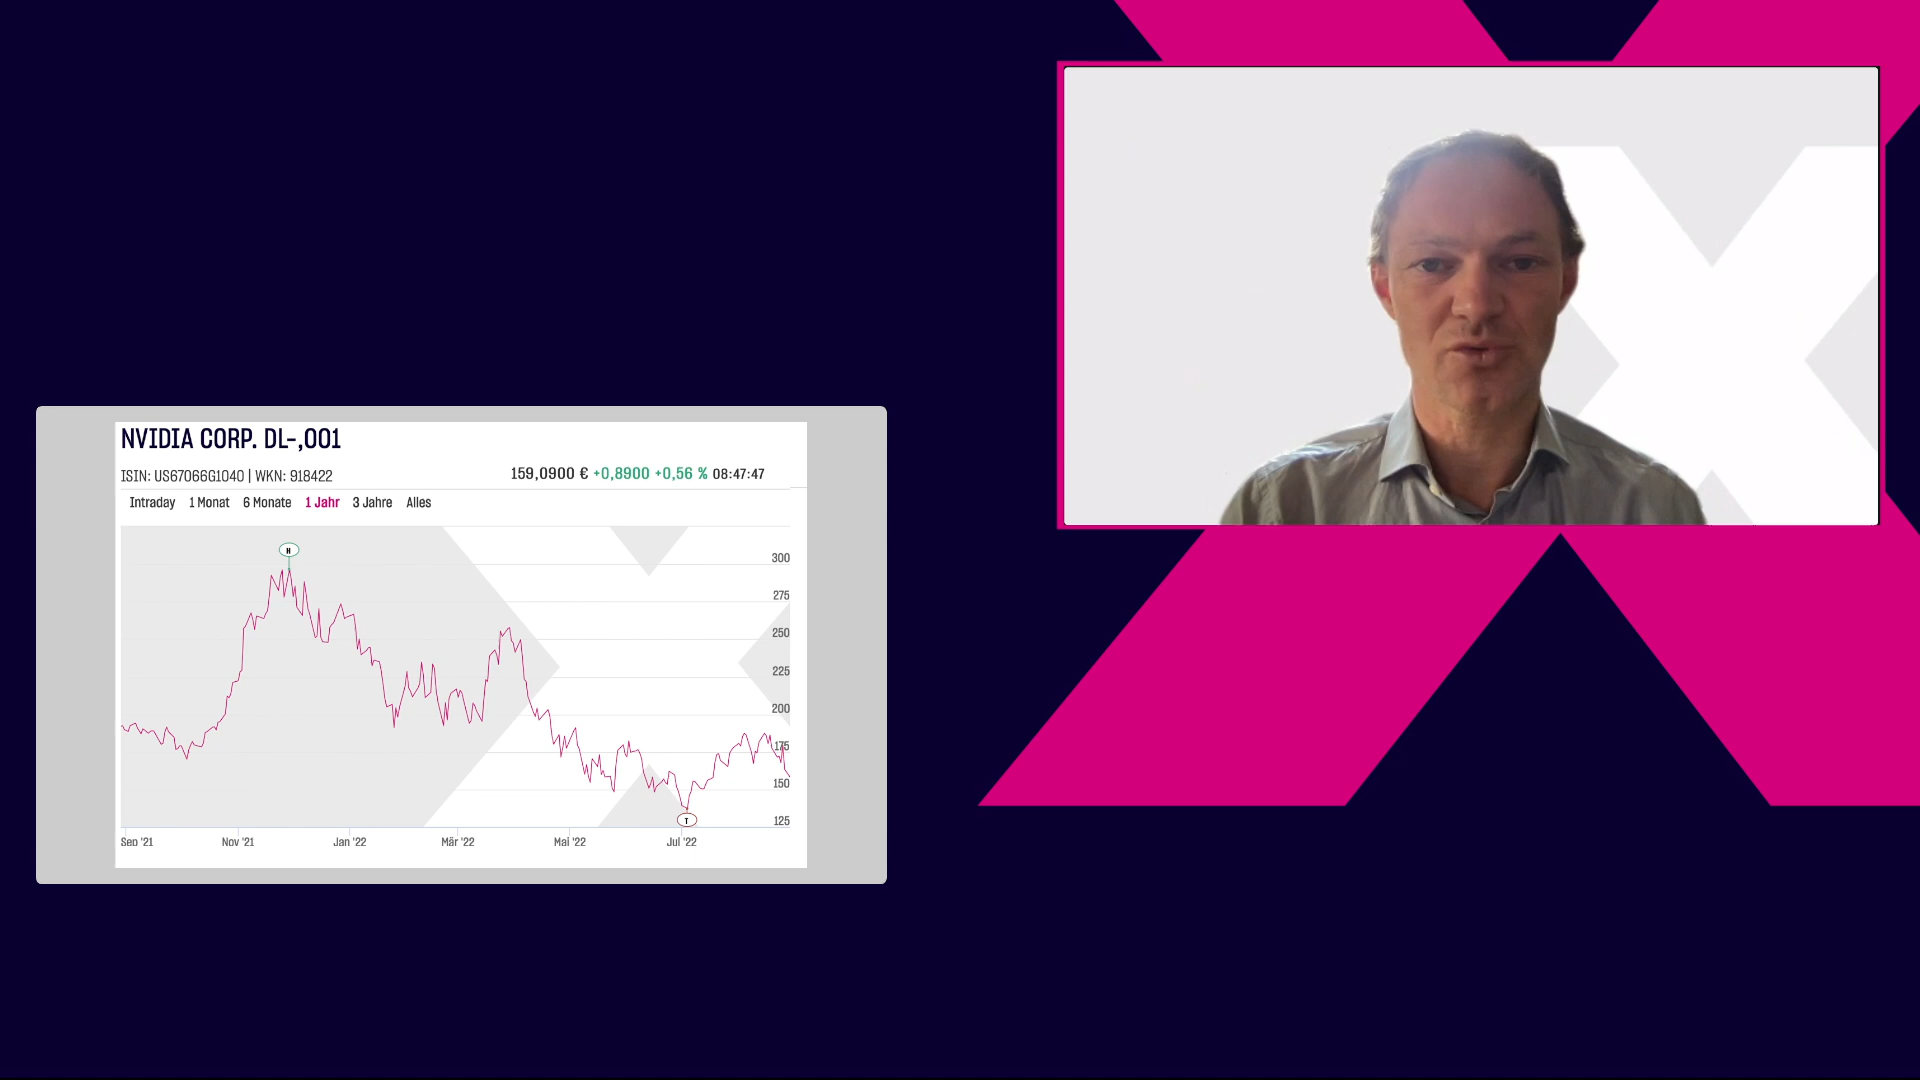 NVIDIA CORP. DL-,001
ISIN: US67066G1040 | WKN: 918422
159,0900 € +0,8900 +0,56 % 08:47:47
Intraday 1 Monat 6 Monate 1 Jahr 3 Jahre Alles
H
300
275
250
225
200
175
150
T
125
Sep '21 Nov '21 Jan '22 Mär '22 Mai '22 Jul '22